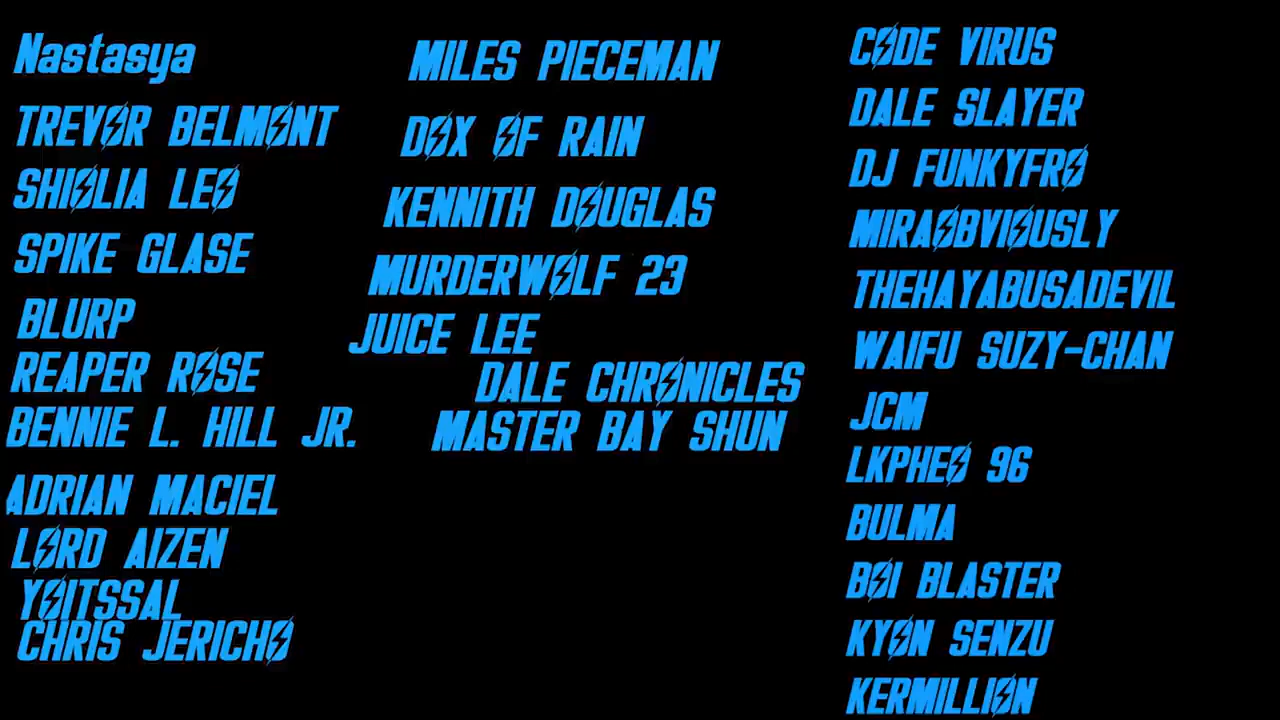 Nastasya
TREVOR BELMONT
SHIOLIA LEO
SPIKE GLASE
BLURP
REAPER ROSE
BENNIE L. HILL JR.
ADRIAN MACIEL
LORD AIZEN
YOITSSAL
CHRIS JERICHO
MILES PIECEMAN
DOX OF RAIN
KENNITH DOUGLAS
MURDERWOLF 23
JUICE LEE
DALE CHRONICLES
MASTER BAY SHUN
CODE VIRUS
DALE SLAYER
DJ FUNKYFRO
MIRAOBVIOUSLY
THEHAYABUSADEVIL
WAIFU SUZY-CHAN
JCM
LKPHEO 96
BULMA
BOI BLASTER
KYON SENZU
KERMILLION